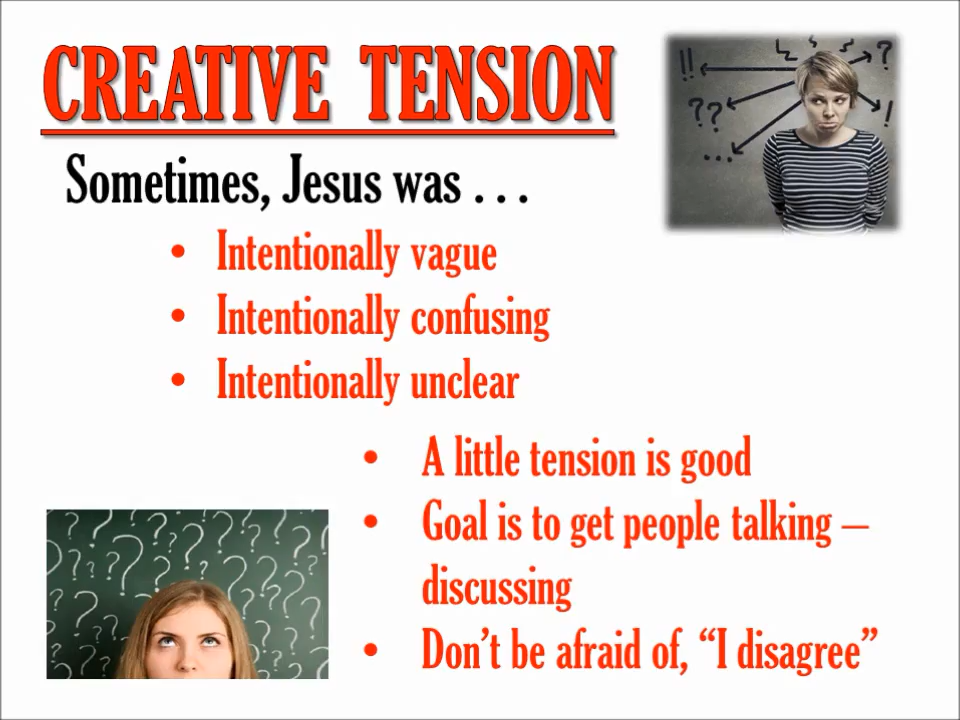 CREATIVE TENSION
!!
?
??
!
...
Sometimes, Jesus was . . .
• Intentionally vague
• Intentionally confusing
• Intentionally unclear
• A little tension is good
• Goal is to get people talking –
discussing
• Don’t be afraid of, “I disagree”